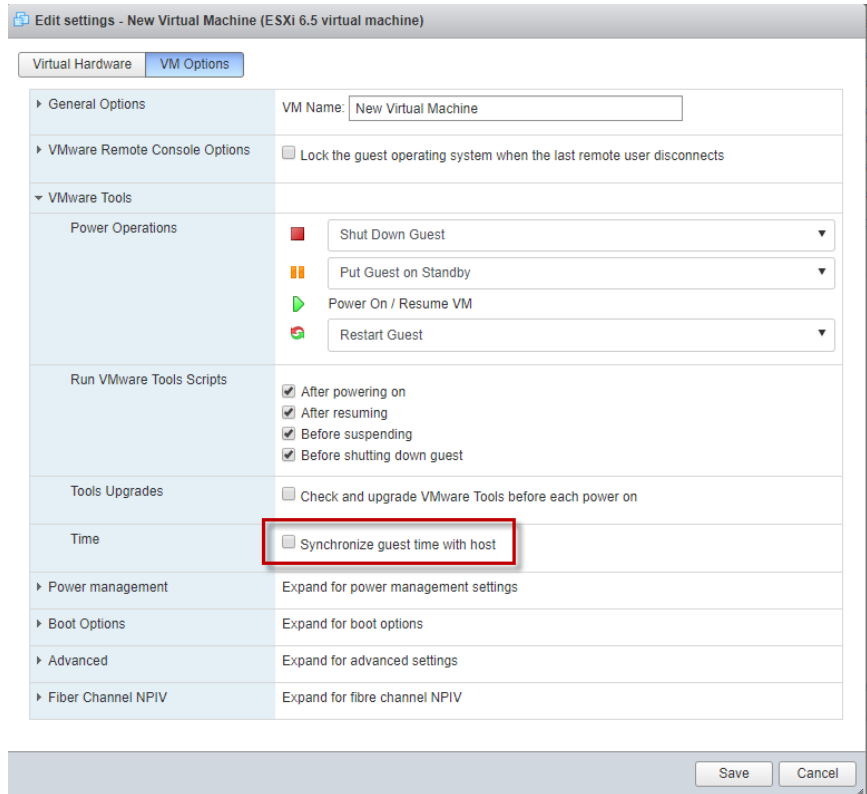 Edit settings - New Virtual Machine (ESXi 6.5 virtual machine)
Virtual Hardware VM Options
General Options VM Name: New Virtual Machine
VMware Remote Console Options Lock the guest operating system when the last remote user disconnects
VMware Tools
Power Operations Shut Down Guest
Put Guest on Standby
Power On / Resume VM
Restart Guest
Run VMware Tools Scripts After powering on
After resuming
Before suspending
Before shutting down guest
Tools Upgrades Check and upgrade VMware Tools before each power on
Time Synchronize guest time with host
Power management Expand for power management settings
Boot Options Expand for boot options
Advanced Expand for advanced settings
Fiber Channel NPIV Expand for fibre channel NPIV
Save Cancel